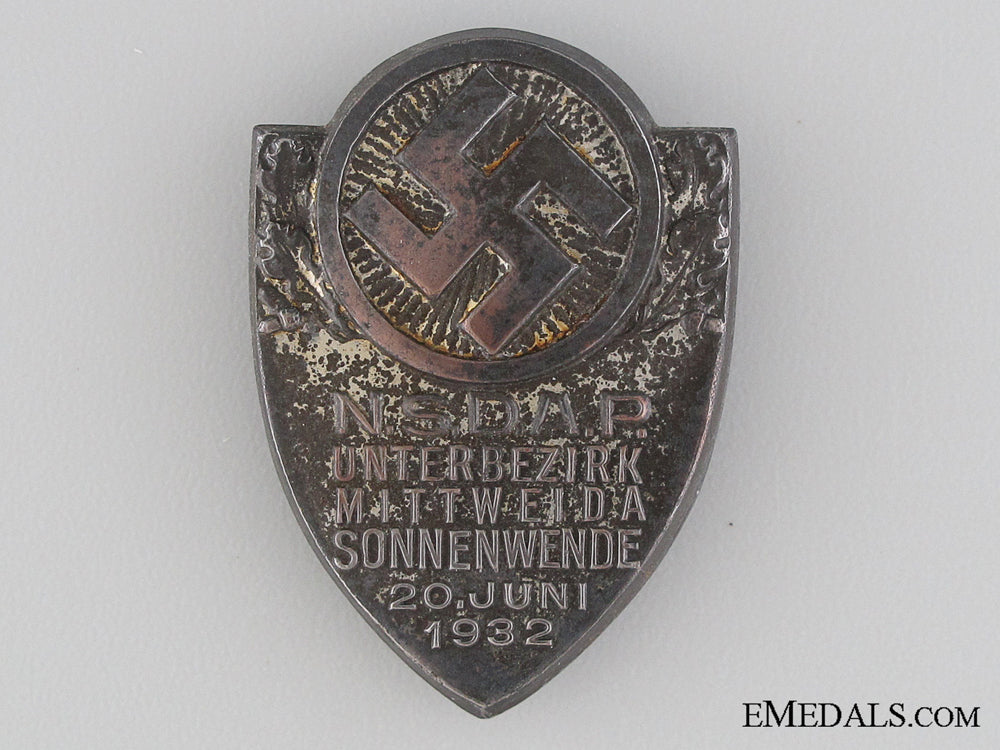 N.S.D.A.P.
UNTERBEZIRK
MITTWEIDA
SONNENWENDE
20.JUNI
1932
EMEDALS.COM